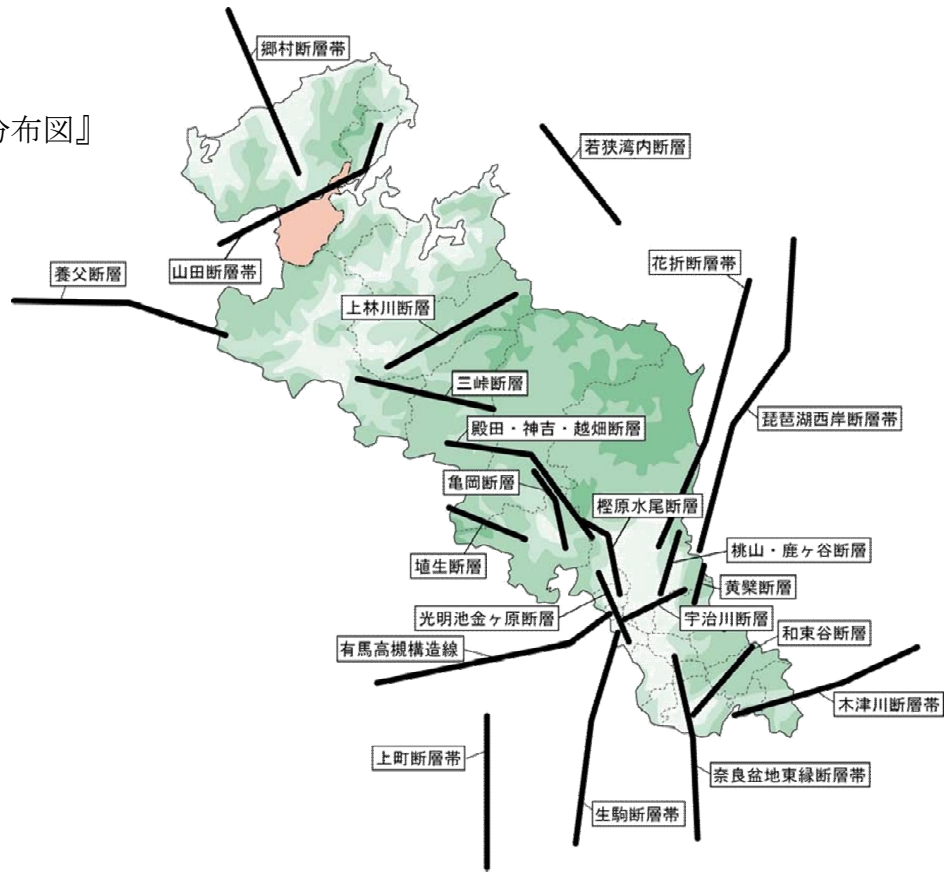 郷村断層帯
分布図』
若狭湾内断層
花折断層帯
山田断層帯
養父断層
上林川断層
三峠断層
琵琶湖西岸断層帯
殿田・神吉・越畑断層
亀岡断層
樫原水尾断層
桃山・鹿ヶ谷断層
埴生断層
黄檗断層
光明池金ヶ原断層
宇治川断層
和束谷断層
有馬高槻構造線
木津川断層帯
上町断層帯
奈良盆地東縁断層帯
生駒断層帯